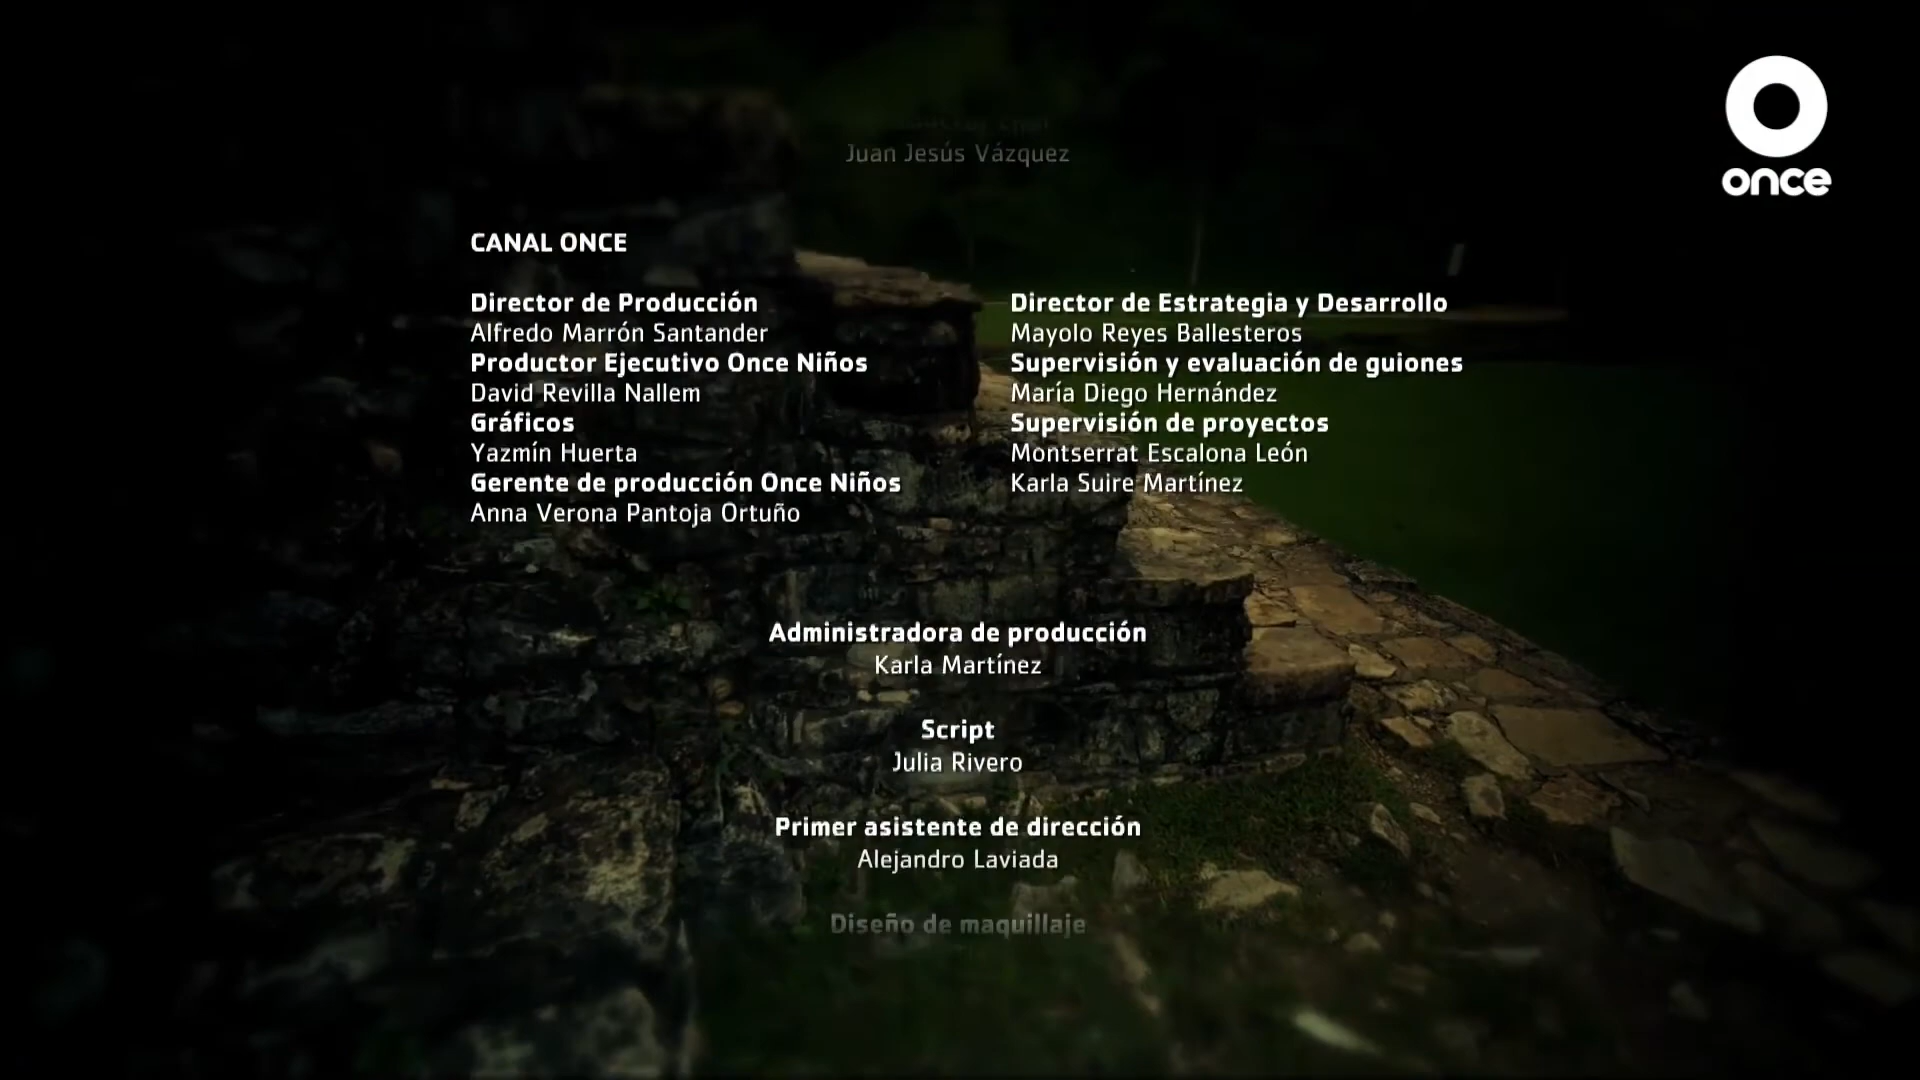 Juan Jesús Vázquez
once
CANAL ONCE
Director de Producción
Alfredo Marrón Santander
Productor Ejecutivo Once Niños
David Revilla Nallem
Gráficos
Yazmín Huerta
Gerente de producción Once Niños
Anna Verona Pantoja Ortuño
Director de Estrategia y Desarrollo
Mayolo Reyes Ballesteros
Supervisión y evaluación de guiones
María Diego Hernández
Supervisión de proyectos
Montserrat Escalona León
Karla Suire Martínez
Administradora de producción
Karla Martínez
Script
Julia Rivero
Primer asistente de dirección
Alejandro Laviada
Diseño de maquillaje